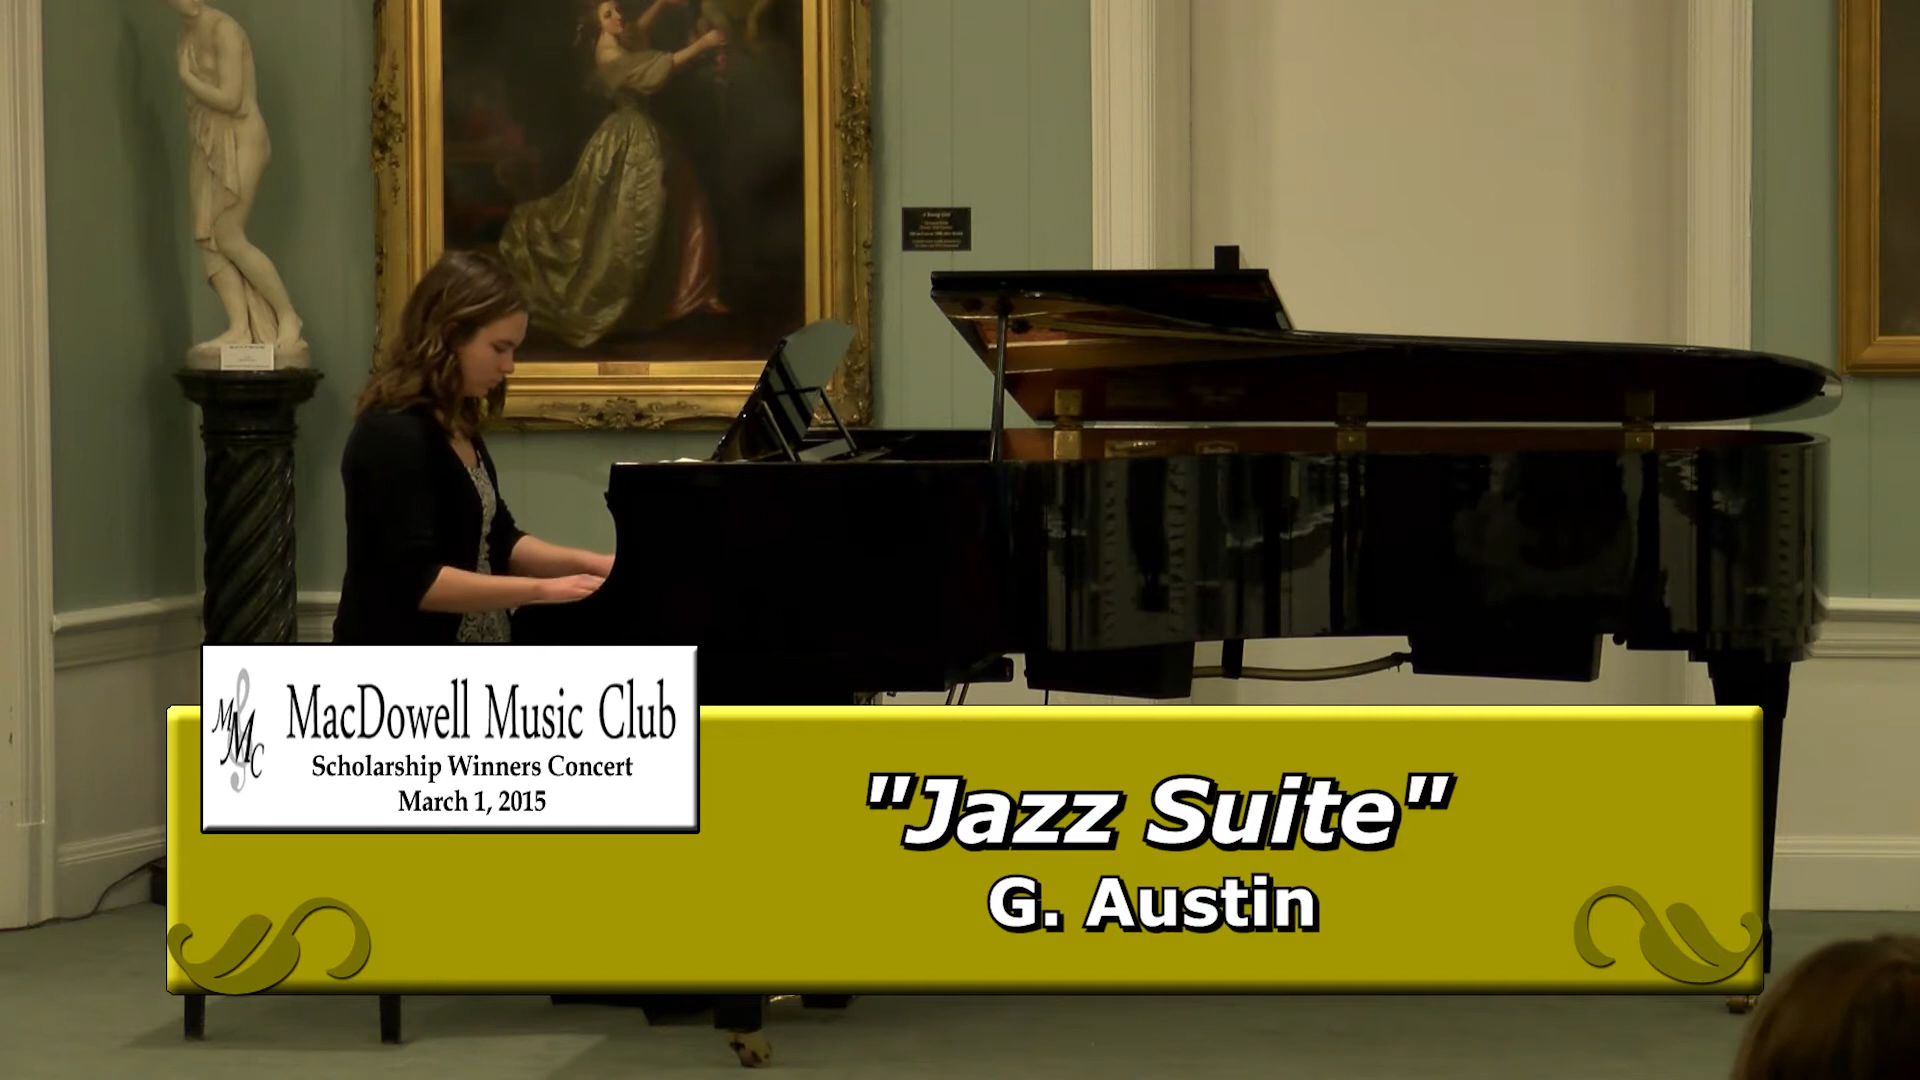 MMC
MacDowell Music Club
Scholarship Winners Concert
March 1, 2015
"Jazz Suite"
G. Austin